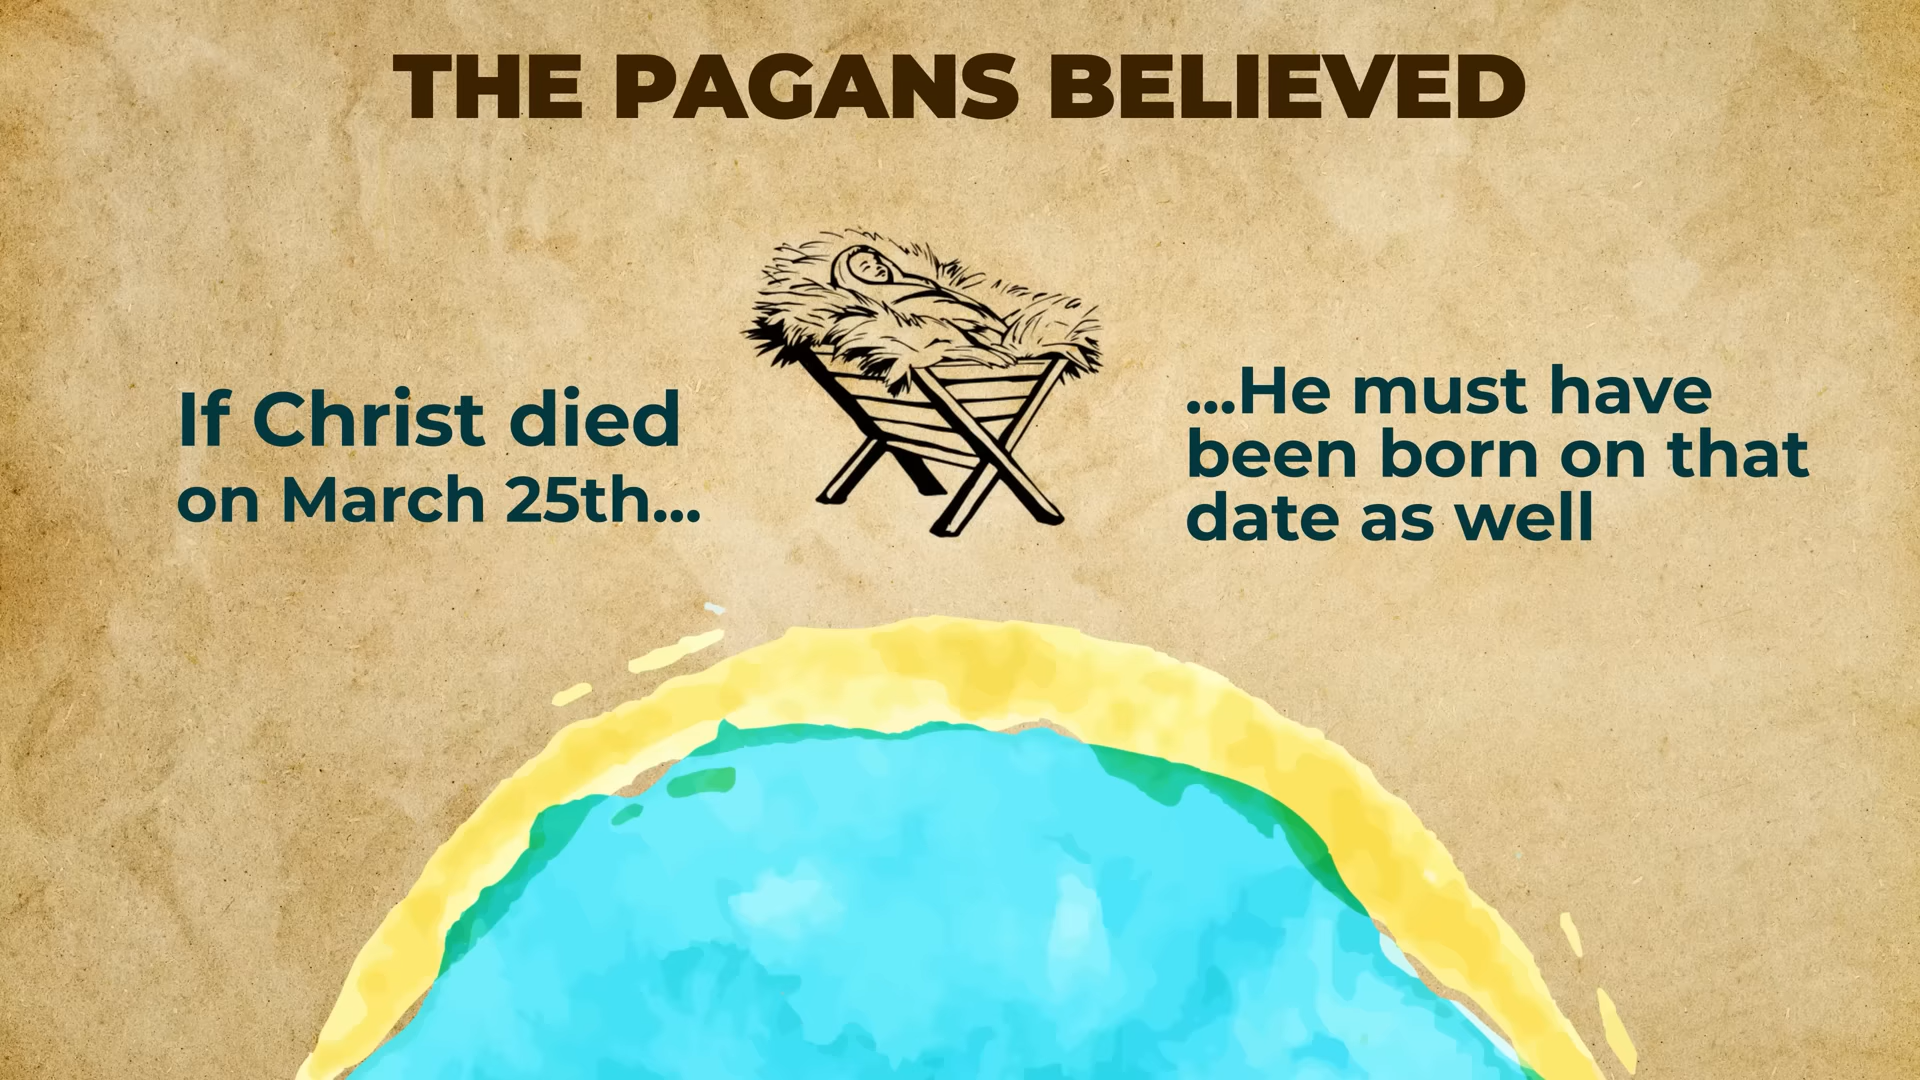 THE PAGANS BELIEVED
If Christ died
on March 25th...
...He must have
been born on that
date as well